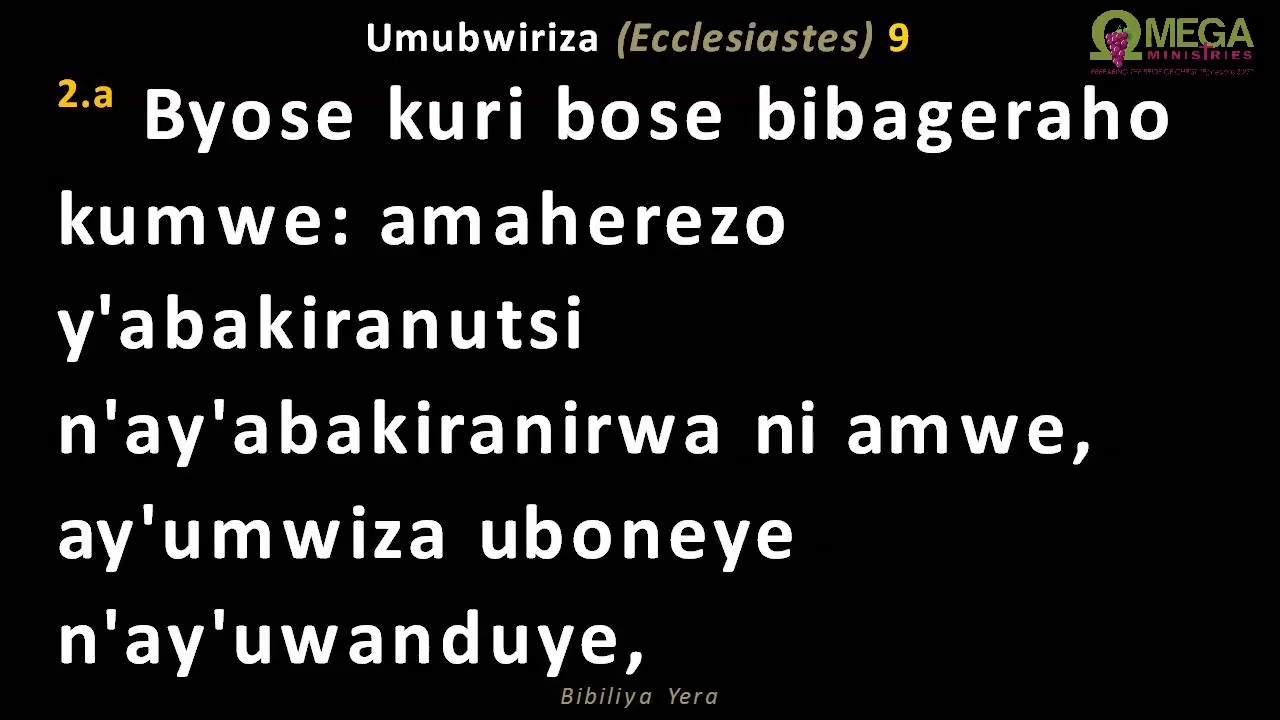 Umubwiriza (Ecclesiastes) 9
ΩMEGA
MINISTRIES
2.a Byose kuri bose bibageraho
kumwe: amaherezo
y'abakiranutsi
n'ay'abakiranirwa ni amwe,
ay'umwiza uboneye
n'ay'uwanduye,
Bibiliya Yera